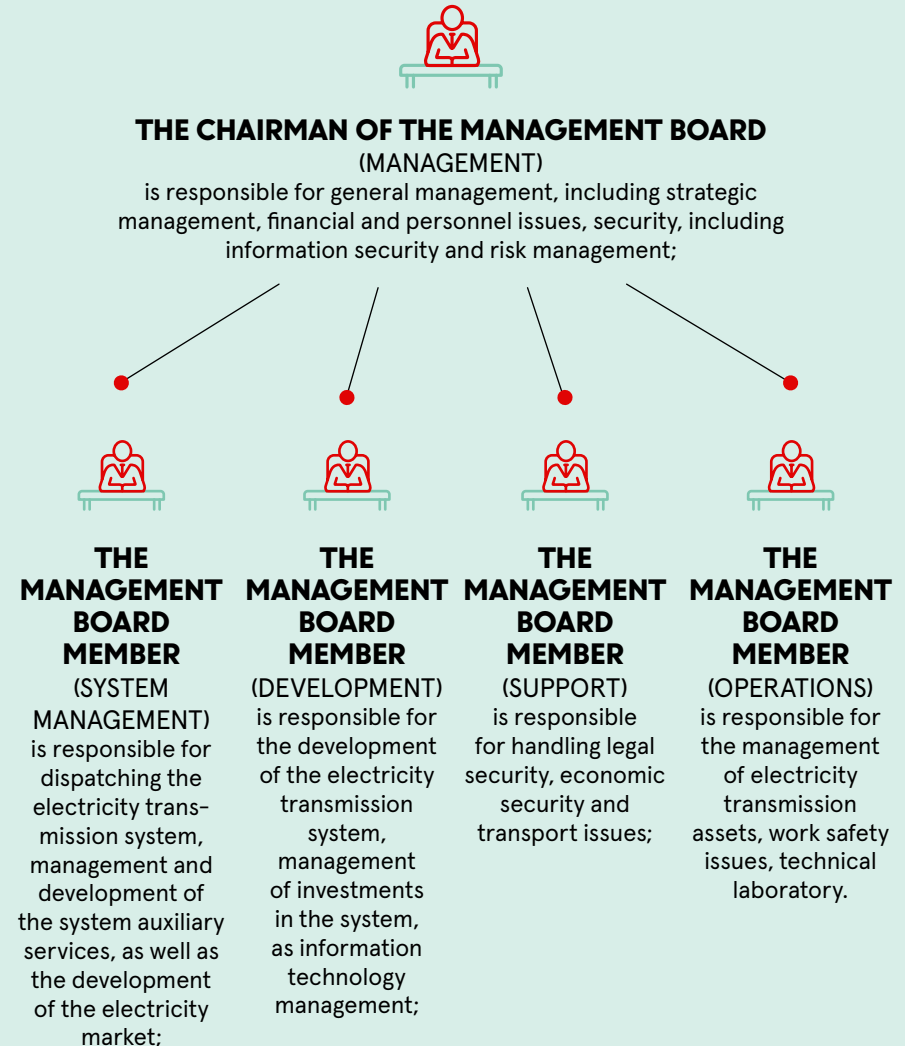 THE CHAIRMAN OF THE MANAGEMENT BOARD
(MANAGEMENT)
is responsible for general management, including strategic
management, financial and personnel issues, security, including
information security and risk management;
THE
MANAGEMENT
BOARD
MEMBER
(SYSTEM
MANAGEMENT)
is responsible for
dispatching the
electricity trans-
mission system,
management and
development of
the system auxiliary
services, as well as
the development
of the electricity
market;
THE
MANAGEMENT
BOARD
MEMBER
(DEVELOPMENT)
is responsible for
the development
of the electricity
transmission
system,
management
of investments
in the system,
as information
technology
management;
THE
MANAGEMENT
BOARD
MEMBER
(SUPPORT)
is responsible
for handling legal
security, economic
security and
transport issues;
THE
MANAGEMENT
BOARD
MEMBER
(OPERATIONS)
is responsible for
the management
of electricity
transmission
assets, work safety
issues, technical
laboratory.